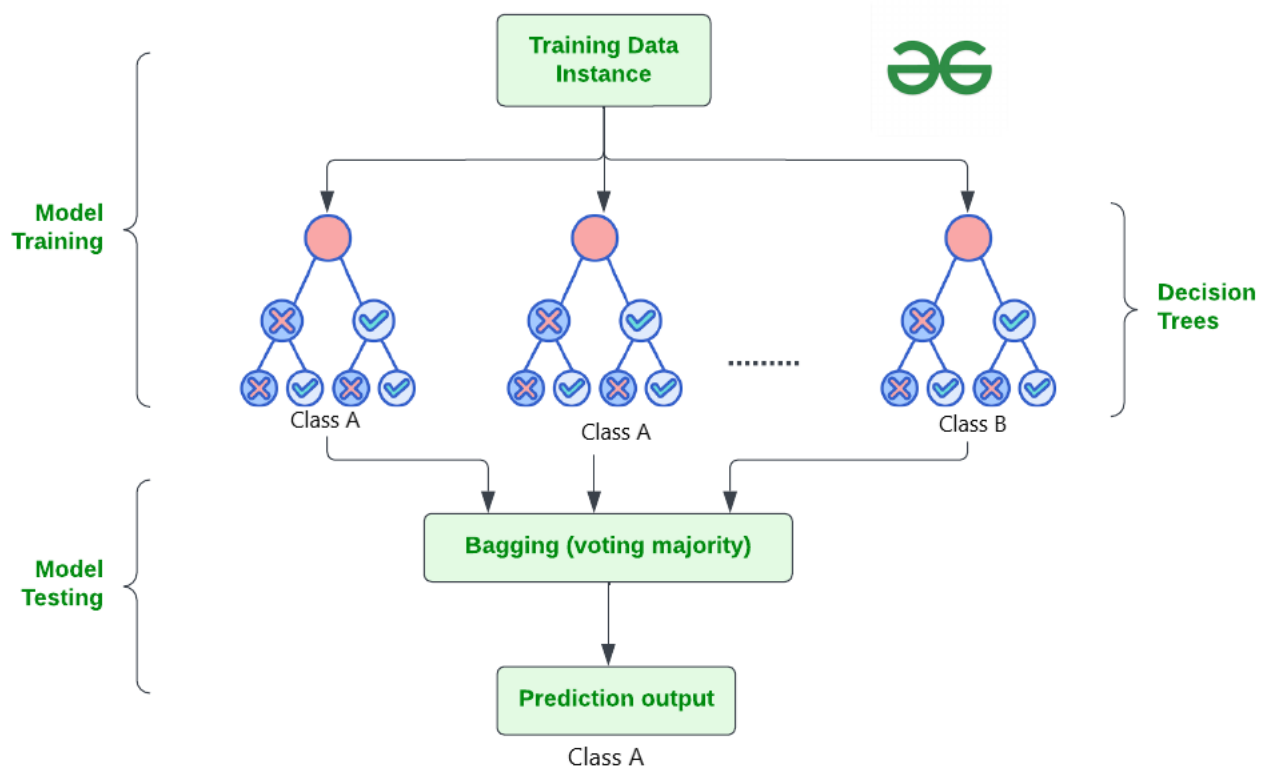 Training Data
Instance
Model
Training
Decision
Trees
Class A
Class A
Class B
Bagging (voting majority)
Model
Testing
Prediction output
Class A